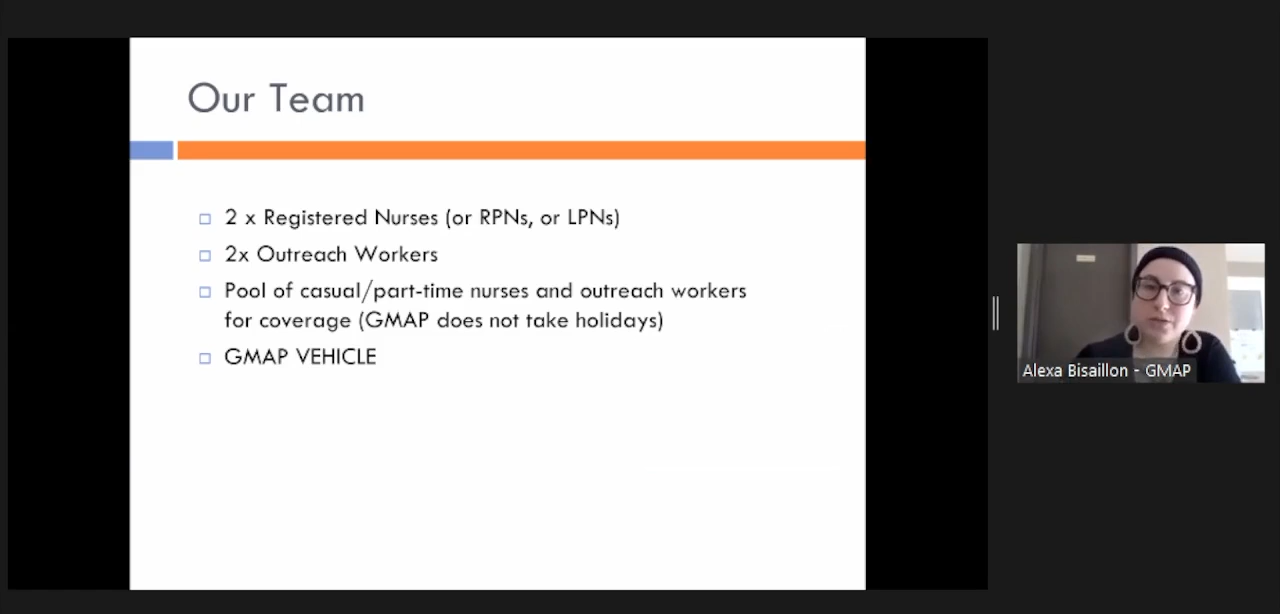 Our Team
2 x Registered Nurses (or RPNs, or LPNs)
2x Outreach Workers
Pool of casual/part-time nurses and outreach workers
for coverage (GMAP does not take holidays)
GMAP VEHICLE
Alexa Bisaillon - GMAP